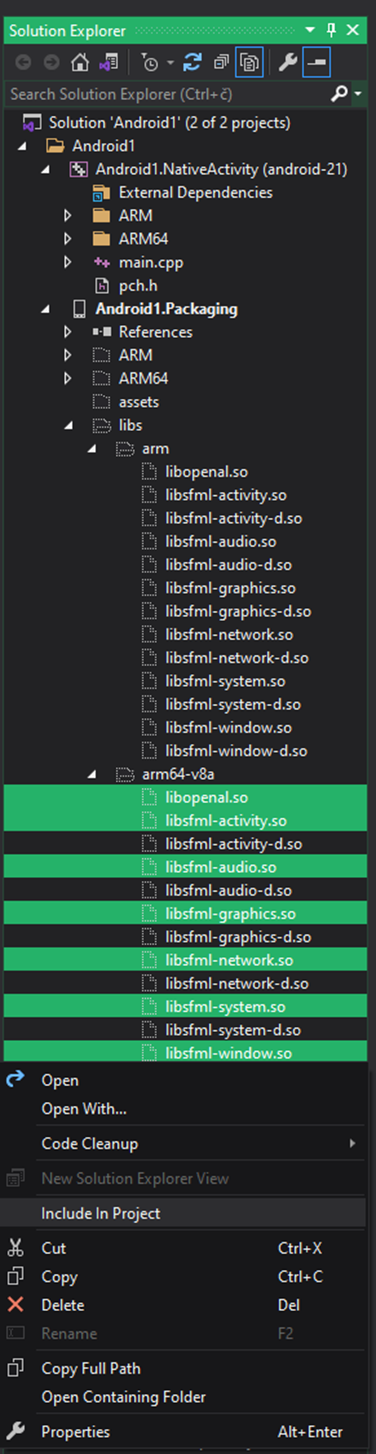 Solution Explorer
Search Solution Explorer (Ctrl+č)
Solution 'Android1' (2 of 2 projects)
Android1
Android1.NativeActivity (android-21)
External Dependencies
ARM
ARM64
main.cpp
pch.h
Android1.Packaging
References
ARM
ARM64
assets
libs
arm
libopenal.so
libsfml-activity.so
libsfml-activity-d.so
libsfml-audio.so
libsfml-audio-d.so
libsfml-graphics.so
libsfml-graphics-d.so
libsfml-network.so
libsfml-network-d.so
libsfml-system.so
libsfml-system-d.so
libsfml-window.so
libsfml-window-d.so
arm64-v8a
libopenal.so
libsfml-activity.so
libsfml-activity-d.so
libsfml-audio.so
libsfml-audio-d.so
libsfml-graphics.so
libsfml-graphics-d.so
libsfml-network.so
libsfml-network-d.so
libsfml-system.so
libsfml-system-d.so
libsfml-window.so
Open
Open With...
Code Cleanup
New Solution Explorer View
Include In Project
Cut Ctrl+X
Copy Ctrl+C
Delete Del
Rename F2
Copy Full Path
Open Containing Folder
Properties Alt+Enter